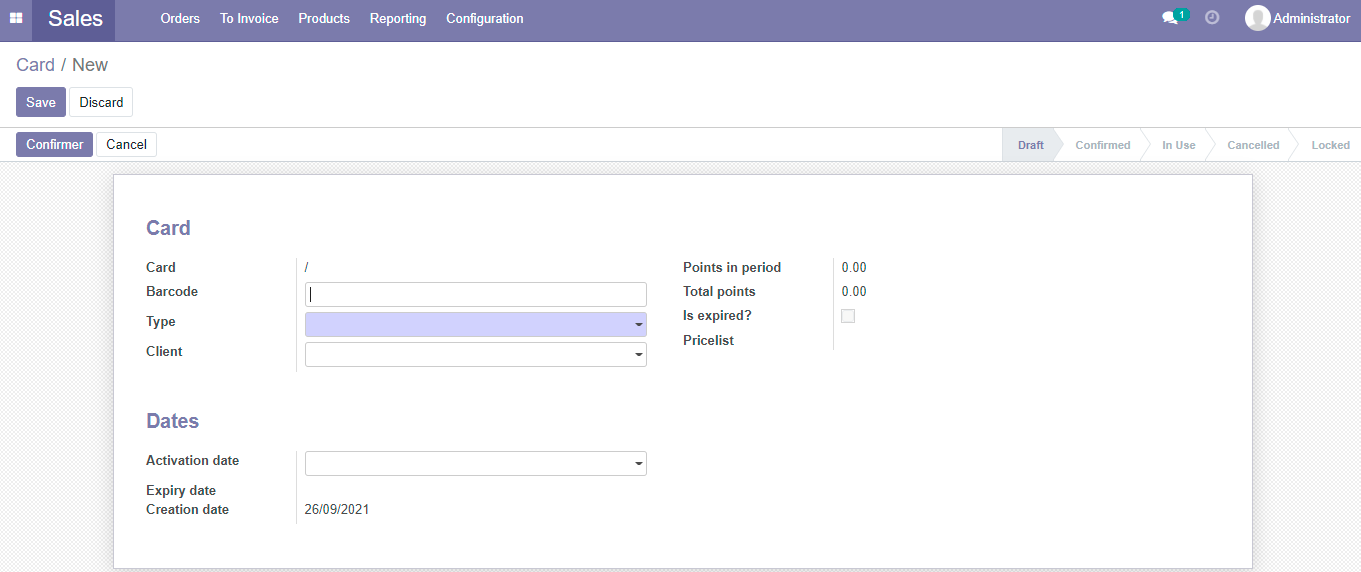 Sales Orders To Invoice Products Reporting Configuration 1 Administrator
Card / New
Save Discard
Confirmer Cancel Draft Confirmed In Use Cancelled Locked
Card
Card / Points in period 0.00
Barcode Total points 0.00
Type Is expired?
Client Pricelist
Dates
Activation date
Expiry date
Creation date 26/09/2021